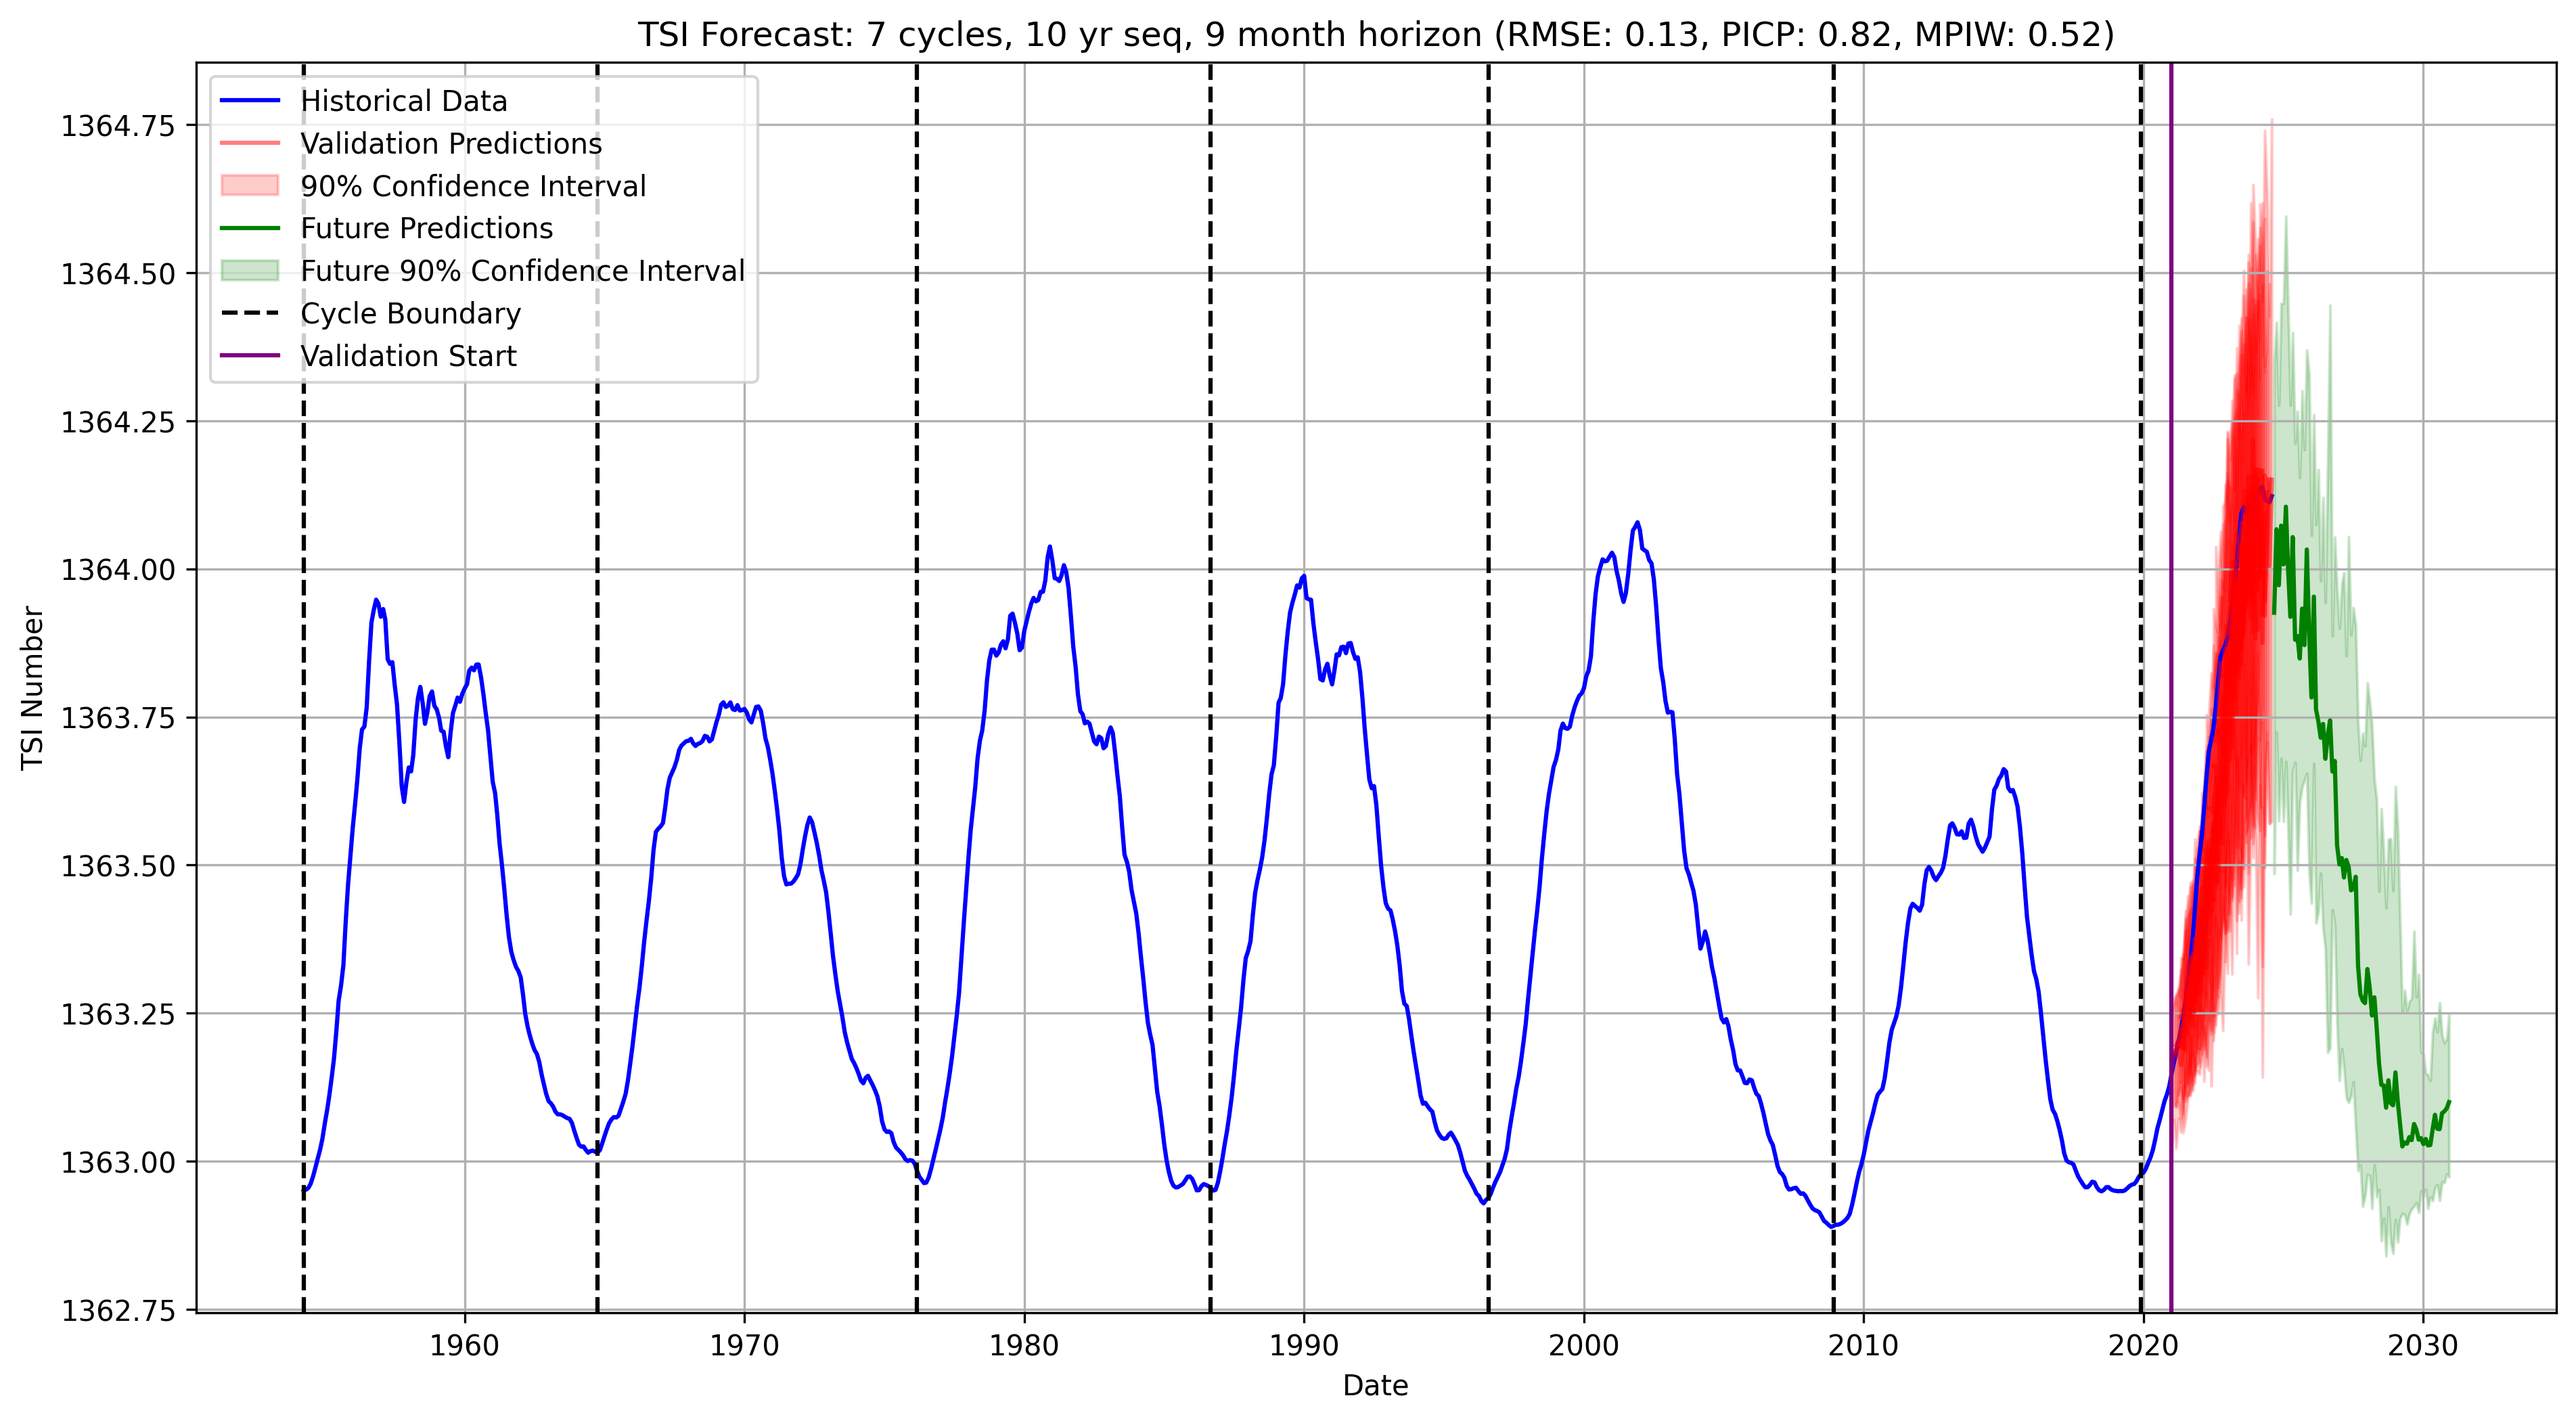 TSI Forecast: 7 cycles, 10 yr seq, 9 month horizon (RMSE: 0.13, PICP: 0.82, MPIW: 0.52)
Historical Data
Validation Predictions
90% Confidence Interval
Future Predictions
Future 90% Confidence Interval
Cycle Boundary
Validation Start
TSI Number
1364.75
1364.50
1364.25
1364.00
1363.75
1363.50
1363.25
1363.00
1362.75
1960
1970
1980
1990
2000
2010
2020
2030
Date